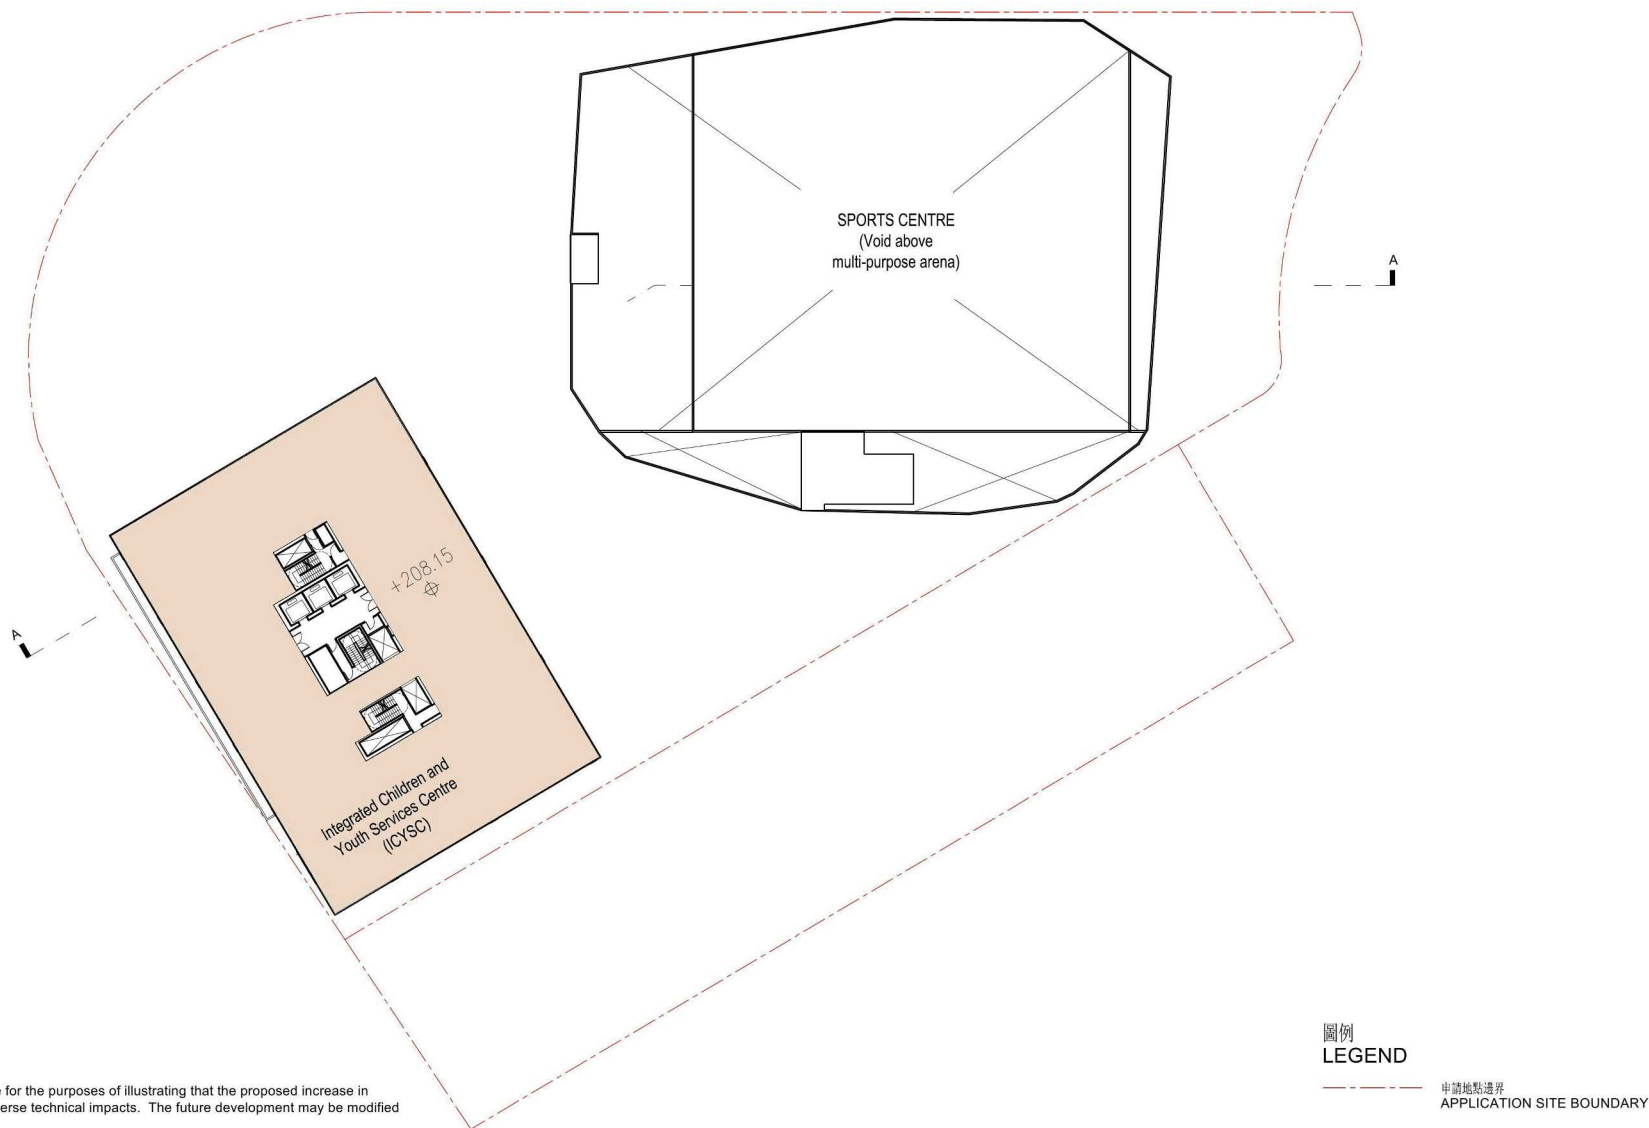 SPORTS CENTRE
(Void above
multi-purpose arena)
A
+208.15
A
Integrated Children and
Youth Services Centre
(ICYSC)
圖例
LEGEND
申請地點邊界
APPLICATION SITE BOUNDARY
for the purposes of illustrating that the proposed increase in
erse technical impacts. The future development may be modified